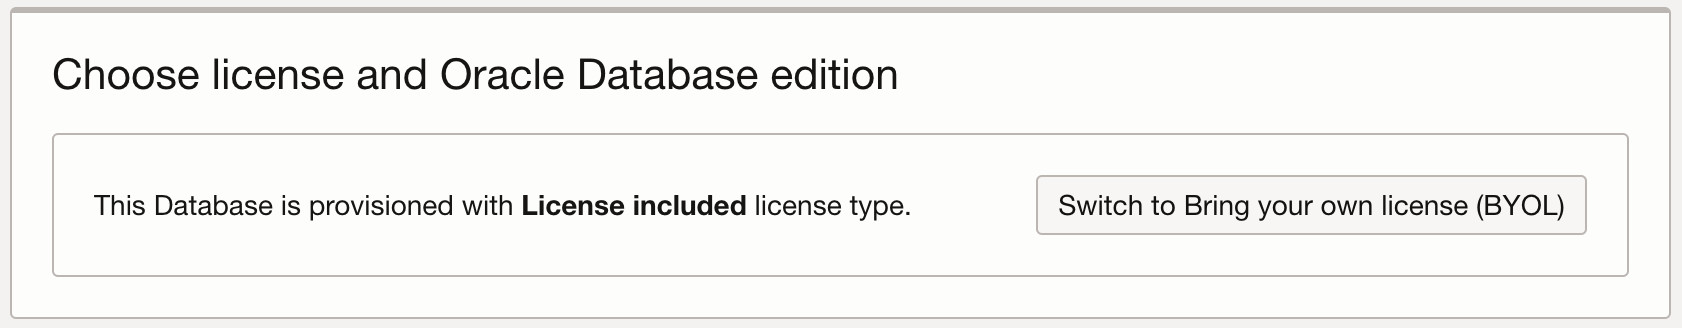 Choose license and Oracle Database edition
This Database is provisioned with License included license type.
Switch to Bring your own license (BYOL)